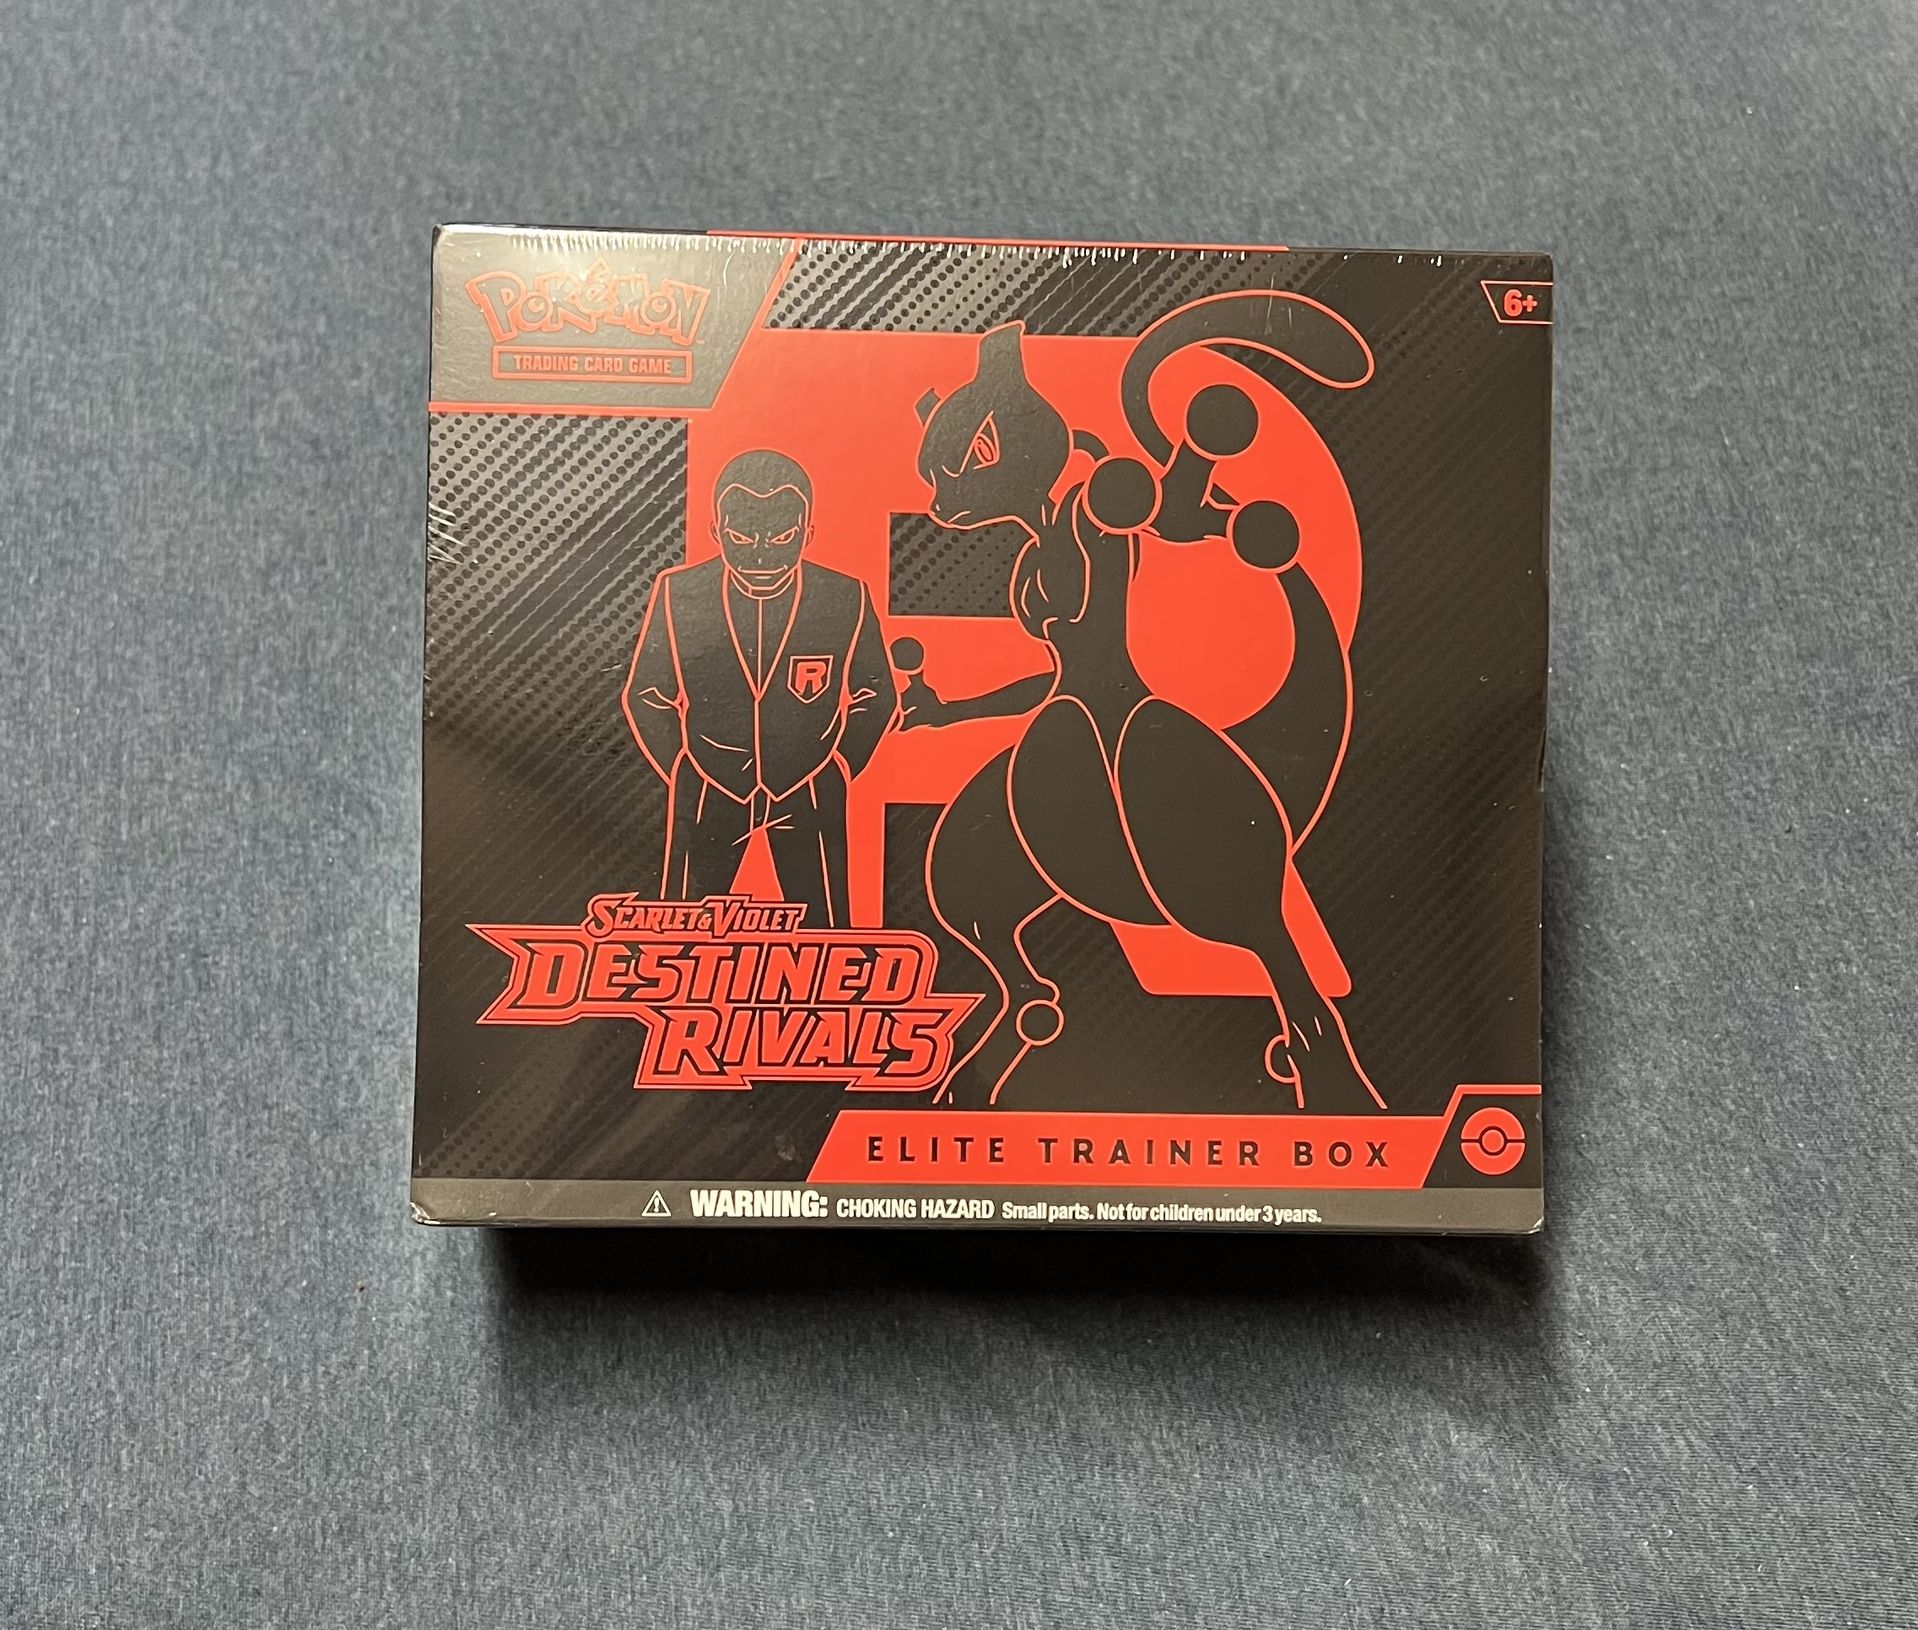 POKéMON
TRADING CARD GAME
6+
R
SCARLET & VIOLET
DESTINED
RIVALS
ELITE TRAINER BOX
WARNING: CHOKING HAZARD Small parts. Not for children under 3 years.